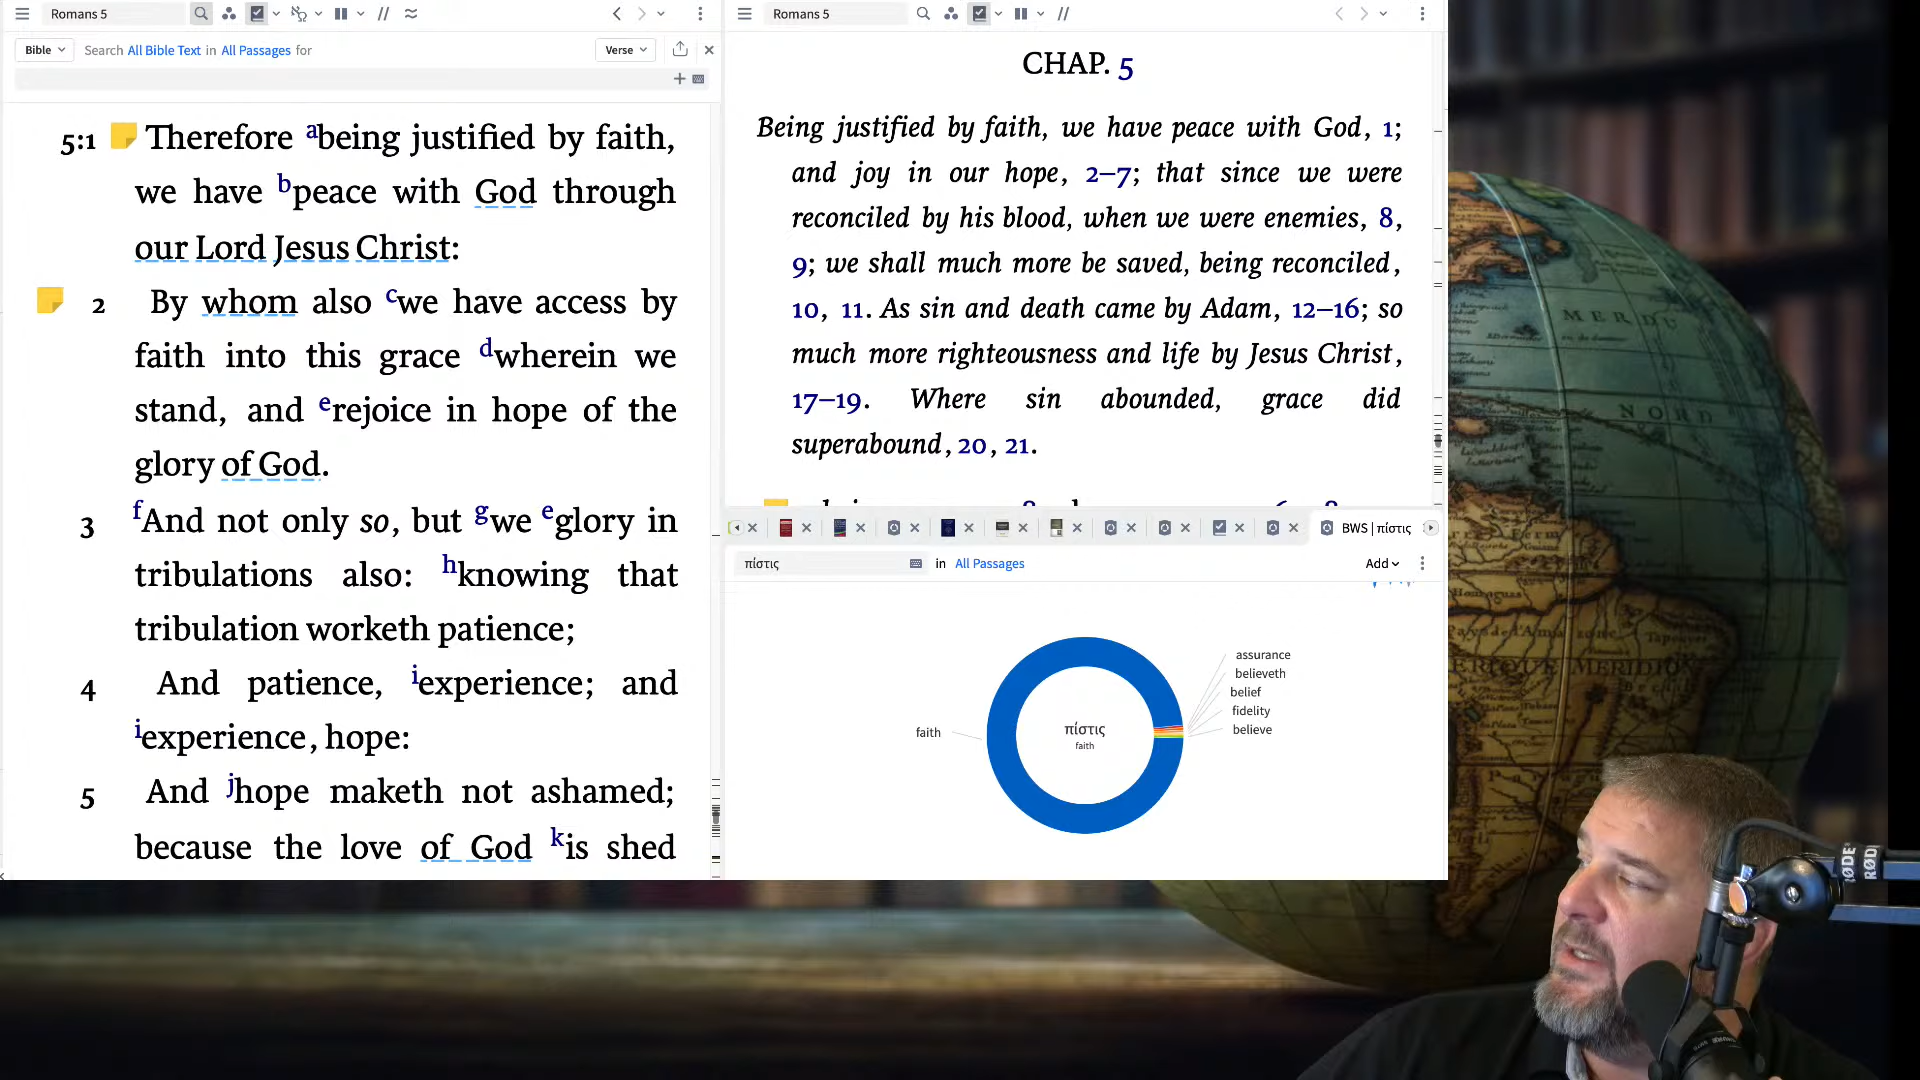 Romans 5
Bible
Search All Bible Text in All Passages for
Verse
5:1 Therefore ᵃbeing justified by faith,
we have ᵇpeace with God through
our Lord Jesus Christ:
2 By whom also ᶜwe have access by
faith into this grace ᵈwherein we
stand, and ᵉrejoice in hope of the
glory of God.
3 ᶠAnd not only so, but ᵍwe ᵉglory in
tribulations also: ʰknowing that
tribulation worketh patience;
4 And patience, ⁱexperience; and
ⁱexperience, hope:
5 And ʲhope maketh not ashamed;
because the love of God ᵏis shed
Romans 5
CHAP. 5
Being justified by faith, we have peace with God, 1;
and joy in our hope, 2–7; that since we were
reconciled by his blood, when we were enemies, 8,
9; we shall much more be saved, being reconciled,
10, 11. As sin and death came by Adam, 12–16; so
much more righteousness and life by Jesus Christ,
17–19. Where sin abounded, grace did
superabound, 20, 21.
BWS | πίστις
πίστις in All Passages
Add
faith
πίστις
faith
assurance
believeth
belief
fidelity
believe
MERDU
NORD
RØDE
RØDE